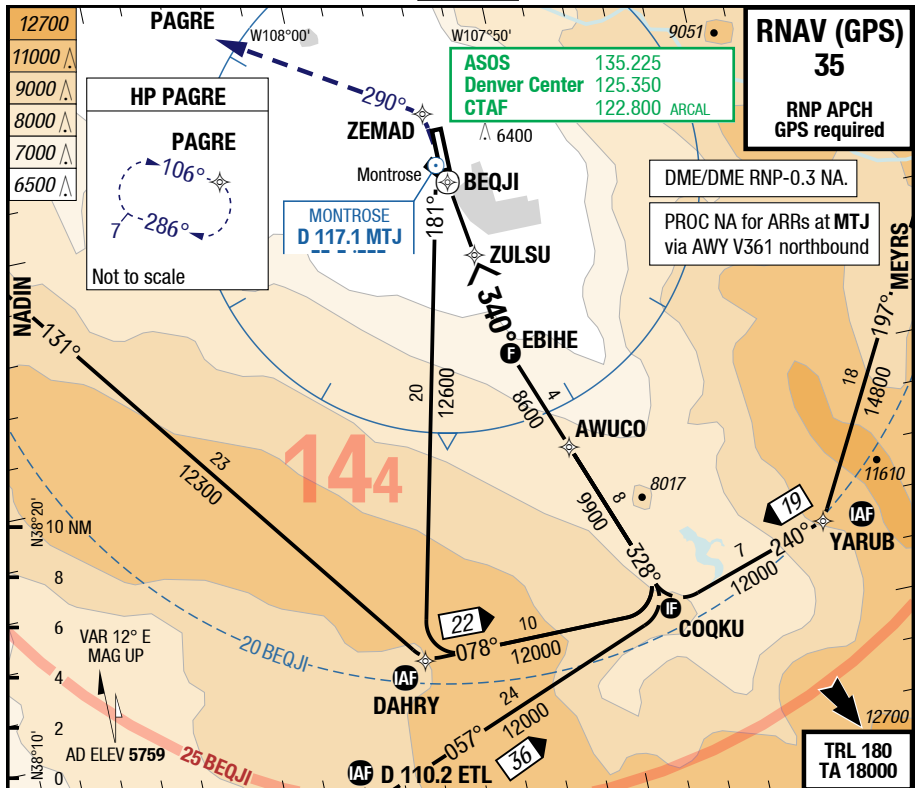 12700
11000
9000
8000
7000
6500
PAGRE
W108°00'
W107°50'
9051
RNAV (GPS)
35
RNP APCH
GPS required
ASOS 135.225
Denver Center 125.350
CTAF 122.800 ARCAL
HP PAGRE
PAGRE
106°
286°
7
Not to scale
290°
ZEMAD
6400
Montrose
BEQJI
MONTROSE
D 117.1 MTJ
181°
DME/DME RNP-0.3 NA.
PROC NA for ARRs at MTJ
via AWY V361 northbound
ZULSU
MEYRS
NADIN
131°
340°
EBIHE
197°
20
12600
4
8600
18
14800
AWUCO
23
12300
14 4
8
9900
8017
11610
N38°20'
10 NM
19
IAF
YARUB
240°
328°
7
12000
8
6
4
2
0
VAR 12° E
MAG UP
20 BEQJI
22
10
078°
12000
IF
COQKU
IAF
DAHRY
24
12000
057°
36
12700
N38°10'
AD ELEV 5759
25 BEQJI
IAF D 110.2 ETL
TRL 180
TA 18000
F